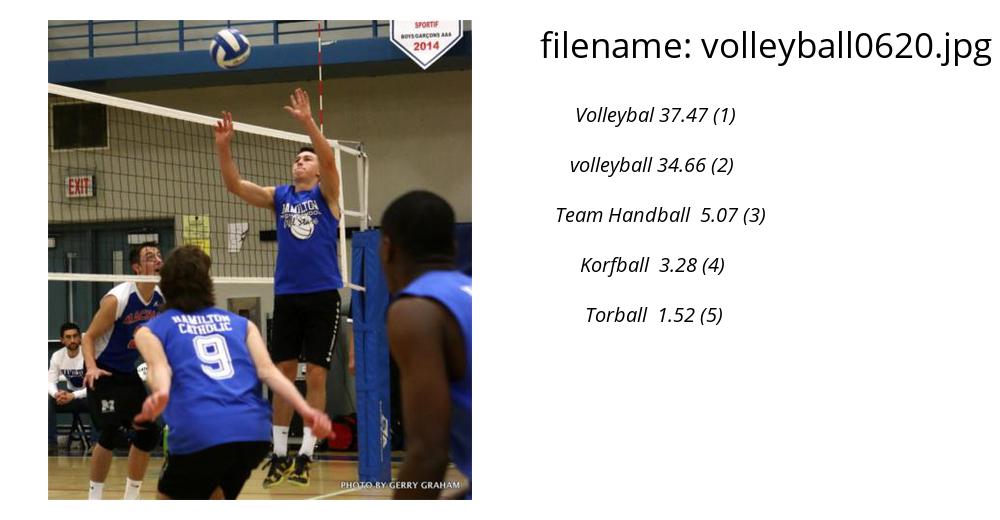 SPORTIF
BOYS/GARÇONS AAA
2014
EXIT
HAMILTON
HAMILTON
CATHOLIC
9
PHOTO BY GERRY GRAHAM
filename: volleyball0620.jpg
Volleybal 37.47 (1)
volleyball 34.66 (2)
Team Handball 5.07 (3)
Korfball 3.28 (4)
Torball 1.52 (5)